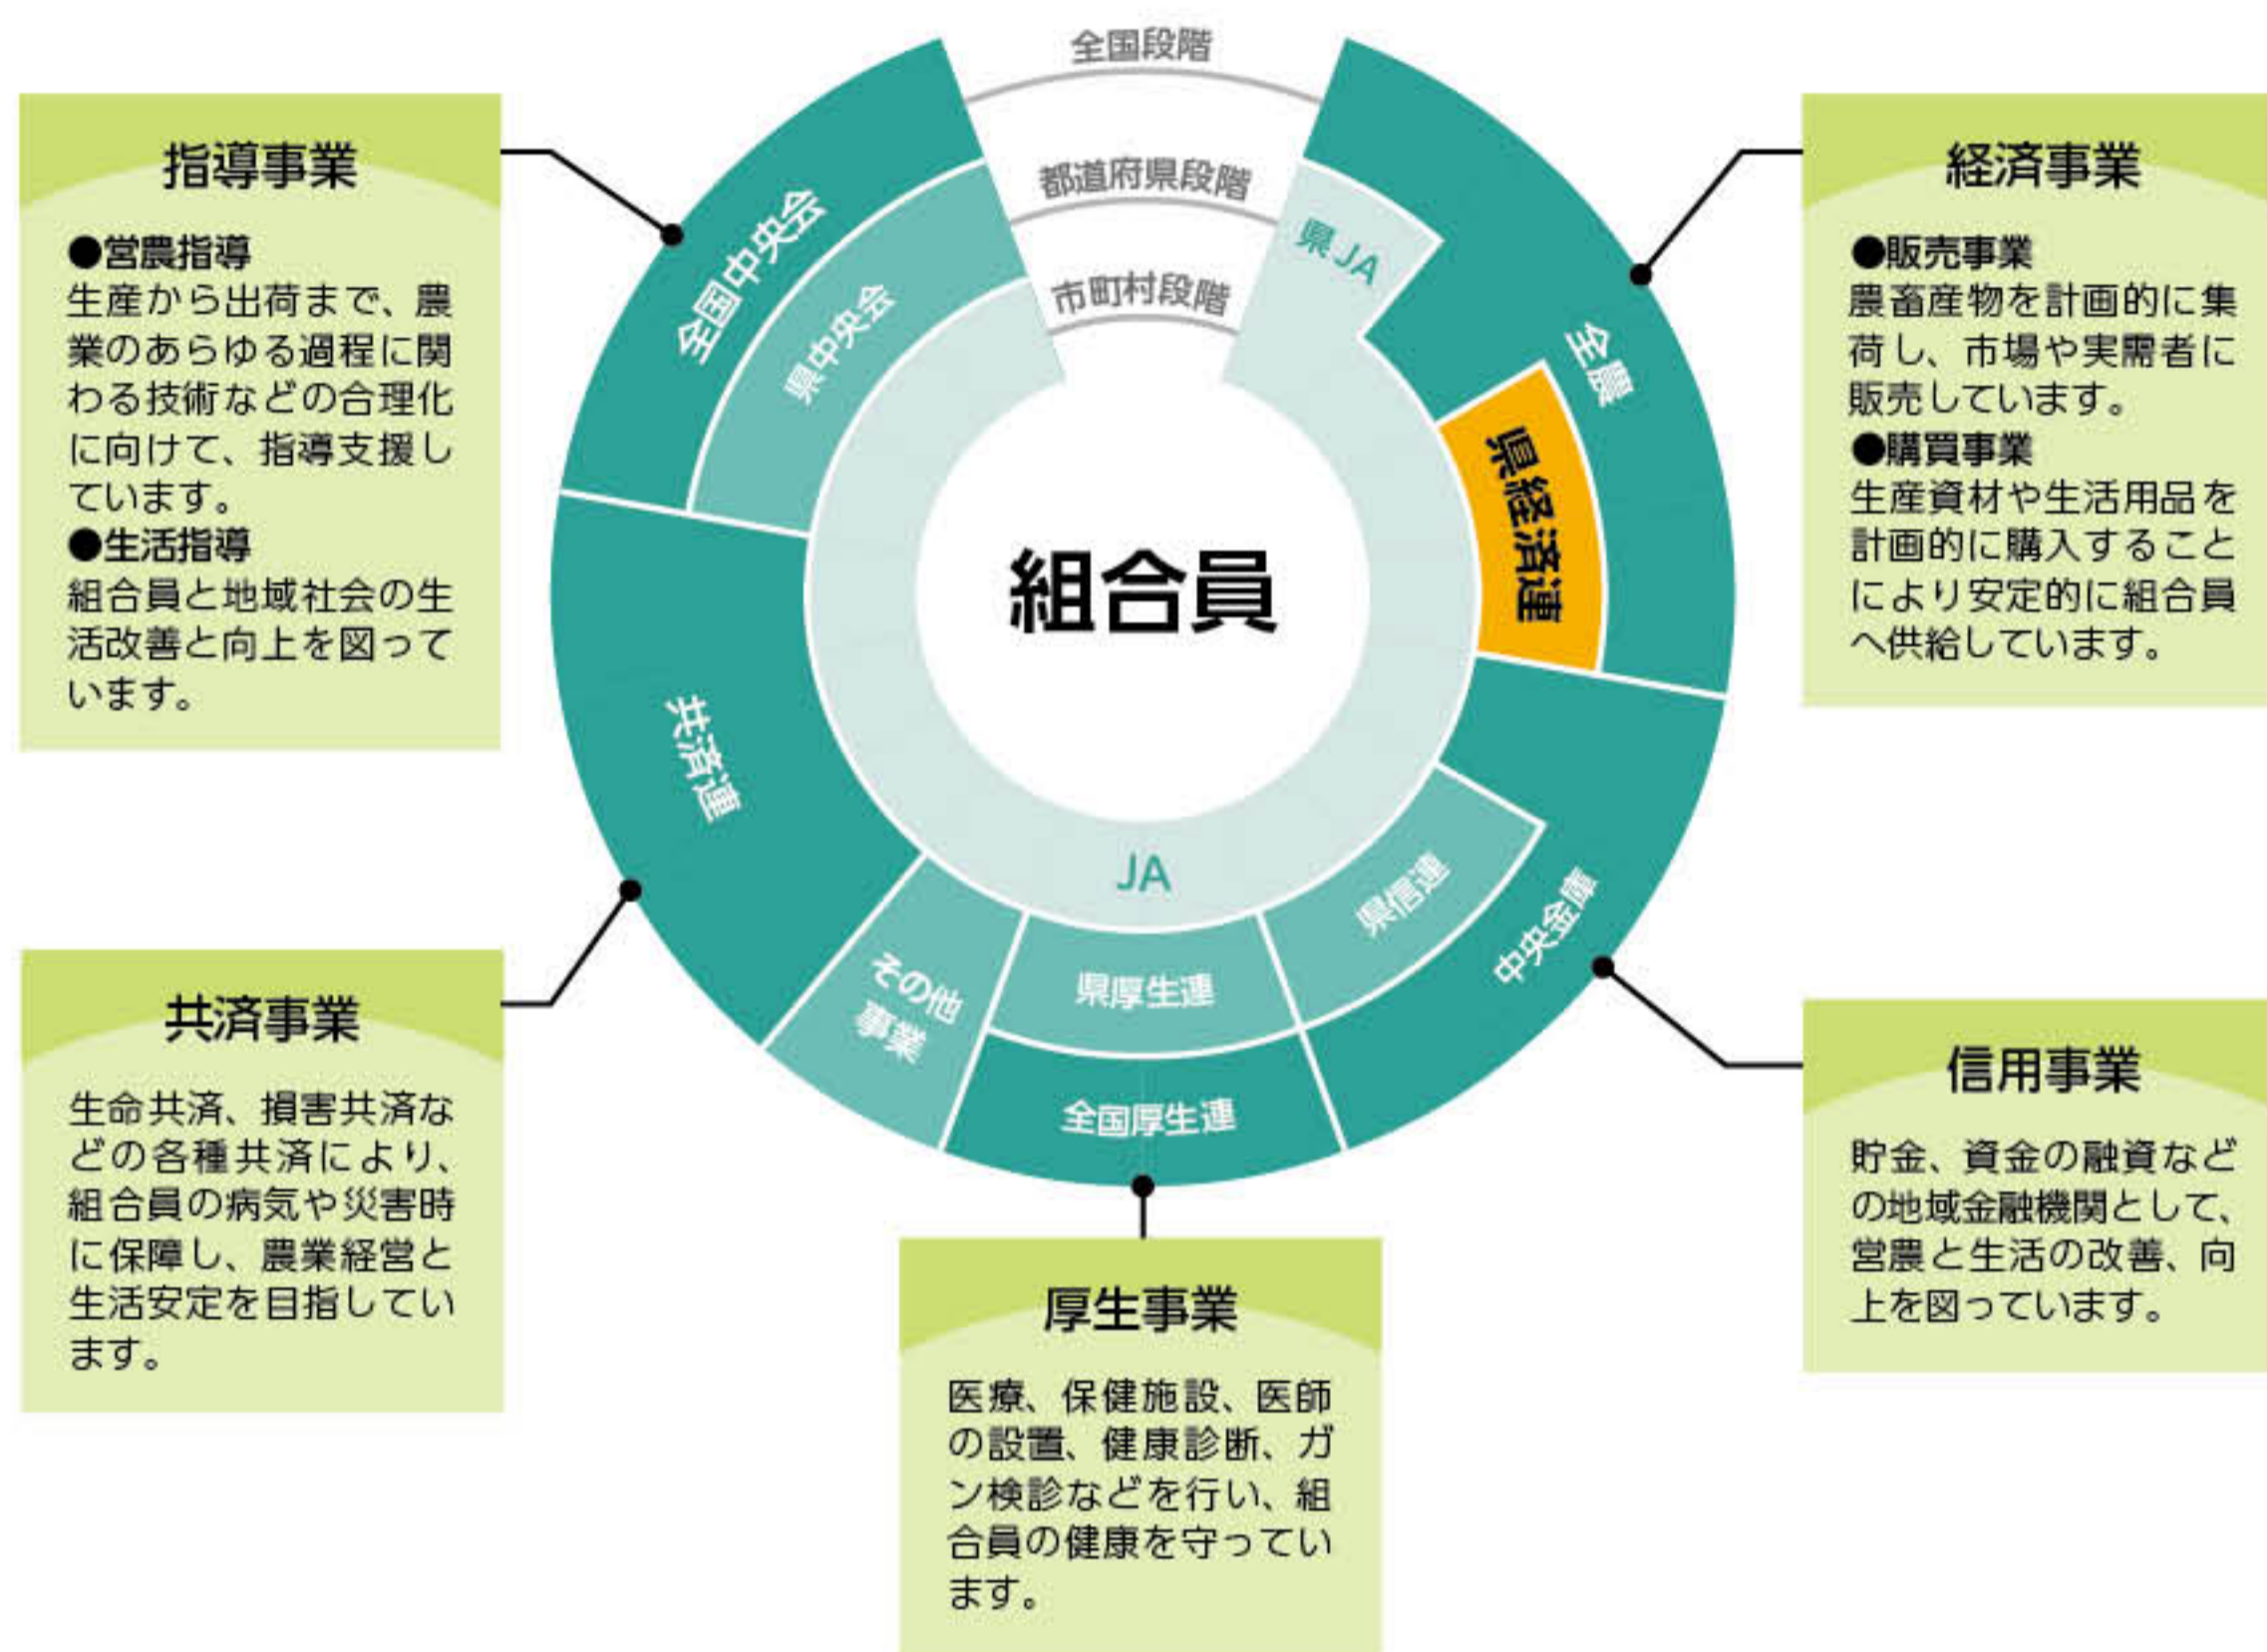 全国段階
都道府県段階
市町村段階
指導事業
●営農指導
生産から出荷まで、農
業のあらゆる過程に関
わる技術などの合理化
に向けて、指導支援し
ています。
●生活指導
組合員と地域社会の生
活改善と向上を図って
います。
全国中央会
県中央会
県JA
全農
県経済連
経済事業
●販売事業
農畜産物を計画的に集
荷し、市場や実需者に
販売しています。
●購買事業
生産資材や生活用品を
計画的に購入すること
により安定的に組合員
へ供給しています。
組合員
共済連
JA
県信連
中央金庫
その他
事業
県厚生連
全国厚生連
共済事業
生命共済、損害共済な
どの各種共済により、
組合員の病気や災害時
に保障し、農業経営と
生活安定を目指してい
ます。
厚生事業
医療、保健施設、医師
の設置、健康診断、ガ
ン検診などを行い、組
合員の健康を守ってい
ます。
信用事業
貯金、資金の融資など
の地域金融機関として、
営農と生活の改善、向
上を図っています。